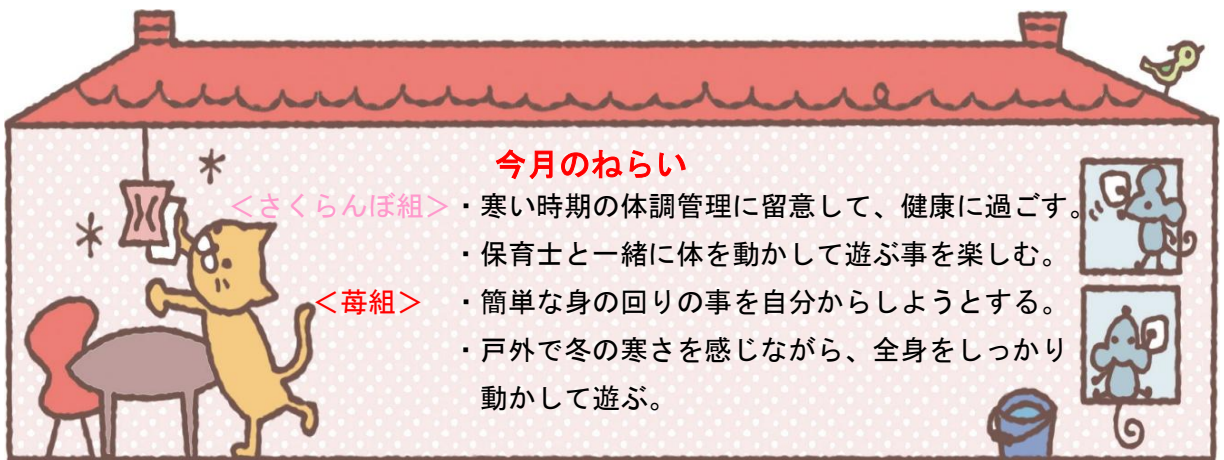 今月のねらい
＜さくらんぼ組＞・寒い時期の体調管理に留意して、健康に過ごす。
・保育士と一緒に体を動かして遊ぶ事を楽しむ。
＜苺組＞　・簡単な身の回りの事を自分からしようとする。
・戸外で冬の寒さを感じながら、全身をしっかり
動かして遊ぶ。